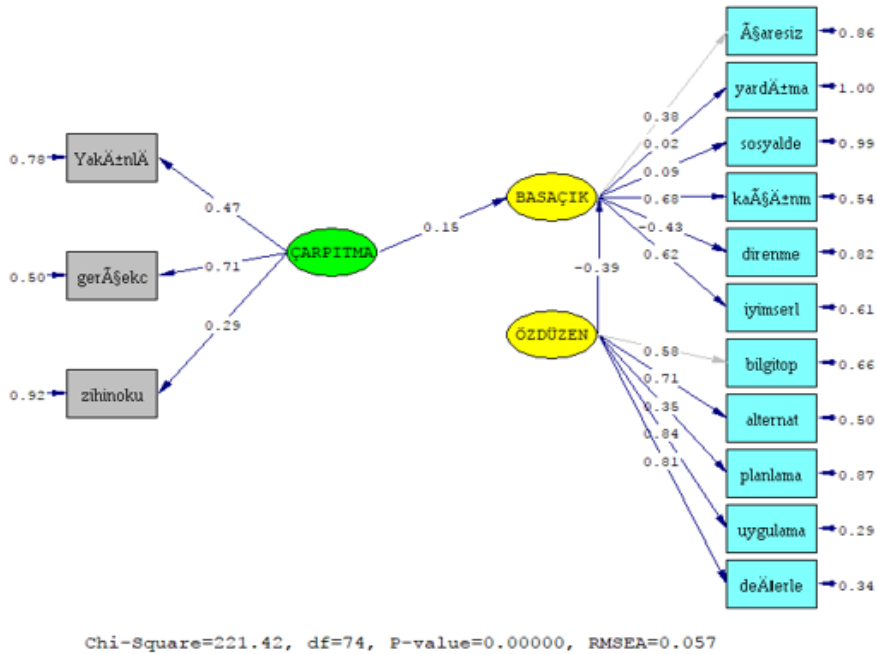 Ã§aresiz
0.86
yardÄ±ma
1.00
0.38
0.02
sosyalde
0.99
0.78
YakÄ±nlÄ
0.09
0.47
BASAÇIK
0.68
kaÃ§Ä±nm
0.54
0.15
-0.43
ÇARPITMA
0.62
direnme
0.82
0.50
gerÃ§ekc
0.71
-0.39
iyimserl
0.61
0.29
ÖZDÜZEN
0.58
bilgitop
0.66
0.71
0.92
zihinoku
0.35
alternat
0.50
0.84
0.81
planlama
0.87
uygulama
0.29
deÄlerle
0.34
Chi-Square=221.42, df=74, P-value=0.00000, RMSEA=0.057